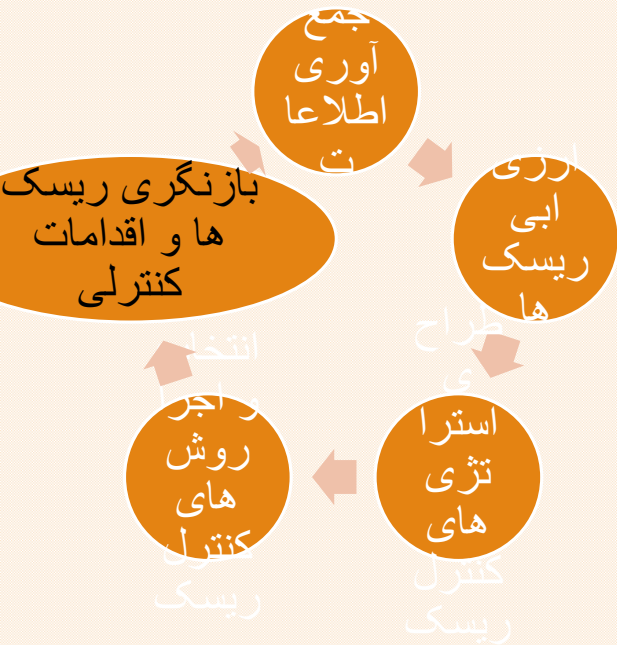 جمع
آوری
اطلاعا
ت
ارزی
ابی
ریسک
ها
طراح
ی
استرا
تژی
های
کنترل
ریسک
انتخاب
و اجرا
روش
های
کنترل
ریسک
بازنگری ریسک
ها و اقدامات
کنترلی